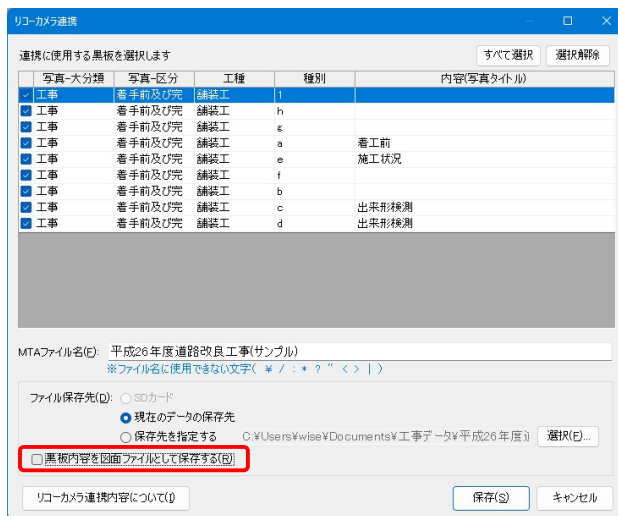 リコーカメラ連携
連携に使用する黒板を選択します すべて選択 選択解除
写真-大分類 写真-区分 工種 種別 内容(写真タイトル)
工事 着手前及び完 舗装工 1
工事 着手前及び完 舗装工 h
工事 着手前及び完 舗装工 g
工事 着手前及び完 舗装工 a 着工前
工事 着手前及び完 舗装工 e 施工状況
工事 着手前及び完 舗装工 f
工事 着手前及び完 舗装工 b
工事 着手前及び完 舗装工 c 出来形検測
工事 着手前及び完 舗装工 d 出来形検測
MTAファイル名(F): 平成26年度道路改良工事(サンプル)
※ファイル名に使用できない文字( ¥ / : * ? " < > | )
ファイル保存先(D): SDカード
現在のデータの保存先
保存先を指定する C:¥Users¥wise¥Documents¥工事データ¥平成26年度 選択(E)...
黒板内容を図面ファイルとして保存する(R)
リコーカメラ連携内容について(I) 保存(S) キャンセル